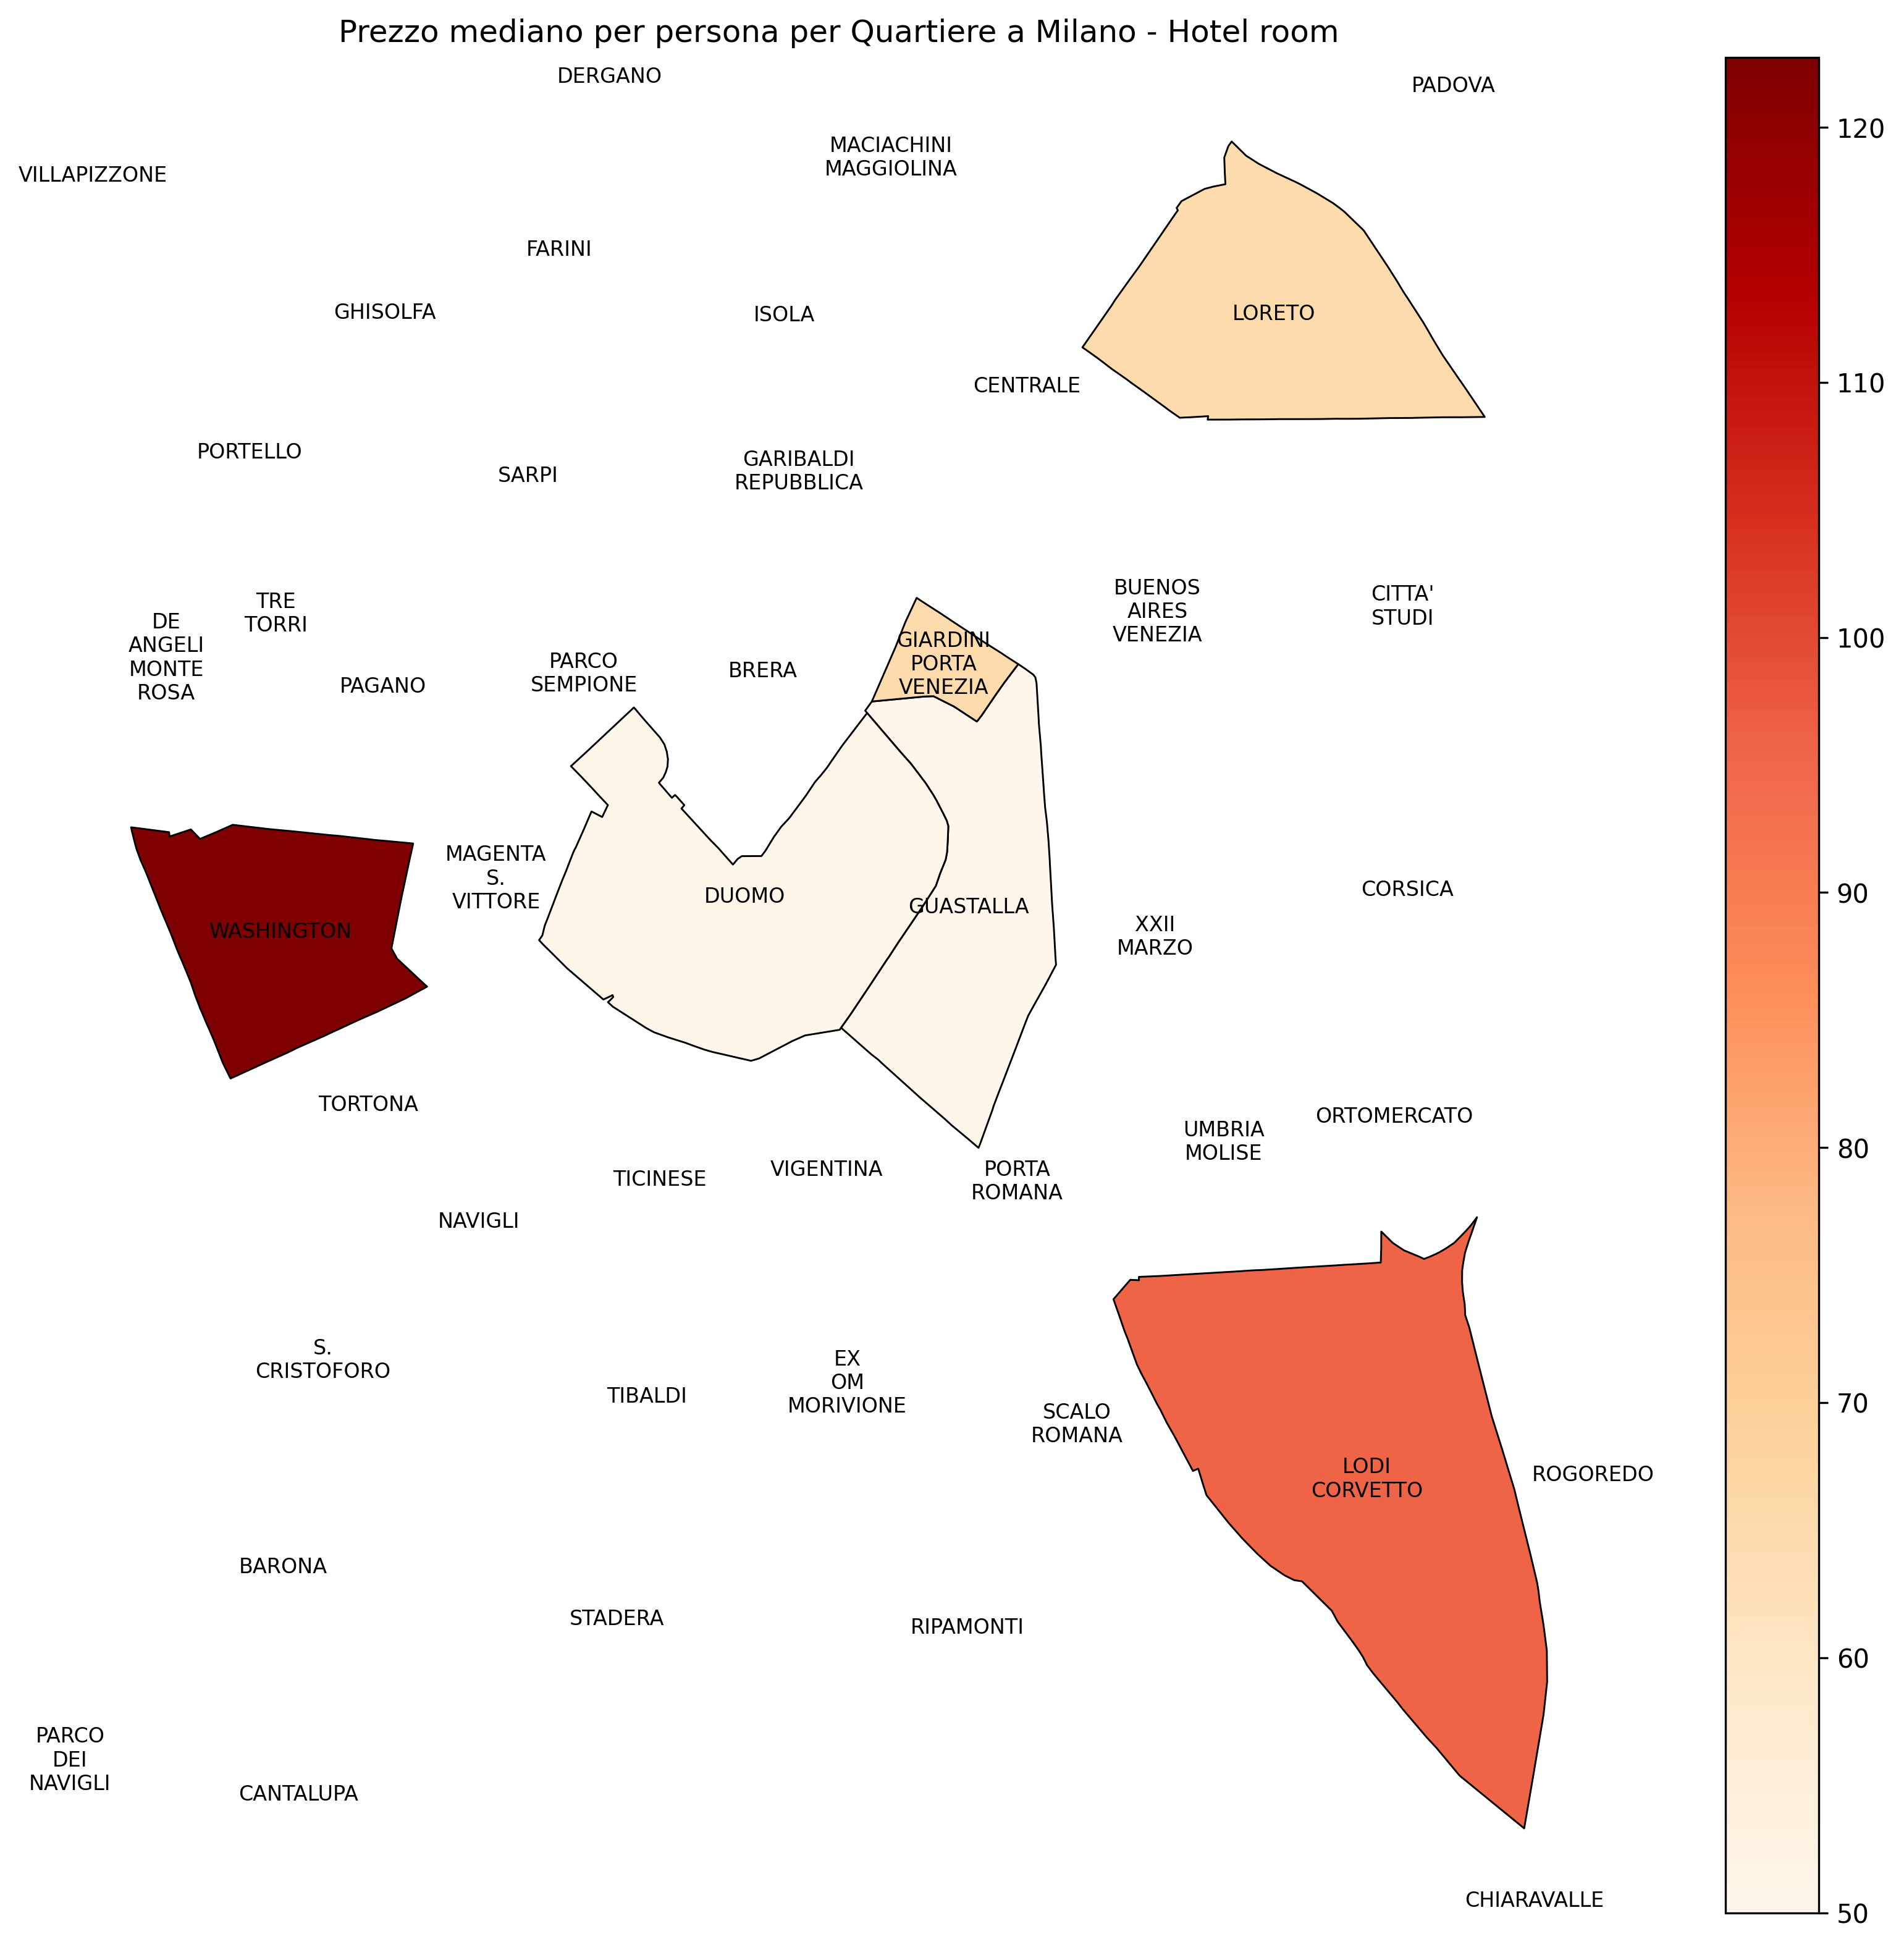 Prezzo mediano per persona per Quartiere a Milano - Hotel room
DERGANO
PADOVA
MACIACHINI
MAGGIOLINA
VILLAPIZZONE
FARINI
GHISOLFA
ISOLA
LORETO
CENTRALE
PORTELLO
SARPI
GARIBALDI
REPUBBLICA
TRE
TORRI
BUENOS
AIRES
VENEZIA
CITTA'
STUDI
DE
ANGELI
MONTE
ROSA
PAGANO
PARCO
SEMPIONE
BRERA
GIARDINI
PORTA
VENEZIA
MAGENTA
S.
VITTORE
DUOMO
GUASTALLA
CORSICA
WASHINGTON
XXII
MARZO
TORTONA
ORTOMERCATO
UMBRIA
MOLISE
TICINESE
VIGENTINA
PORTA
ROMANA
NAVIGLI
S.
CRISTOFORO
TIBALDI
EX
OM
MORIVIONE
SCALO
ROMANA
LODI
CORVETTO
ROGOREDO
BARONA
STADERA
RIPAMONTI
PARCO
DEI
NAVIGLI
CANTALUPA
CHIARAVALLE
120
110
100
90
80
70
60
50